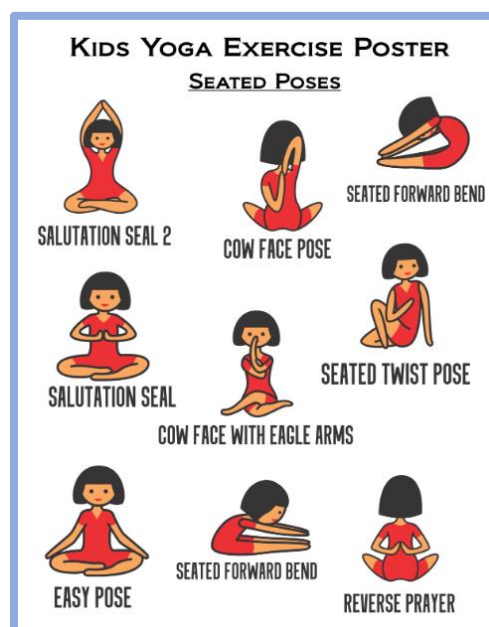 Kids Yoga Exercise Poster
Seated Poses
SALUTATION SEAL 2
COW FACE POSE
SEATED FORWARD BEND
SALUTATION SEAL
COW FACE WITH EAGLE ARMS
SEATED TWIST POSE
EASY POSE
SEATED FORWARD BEND
REVERSE PRAYER